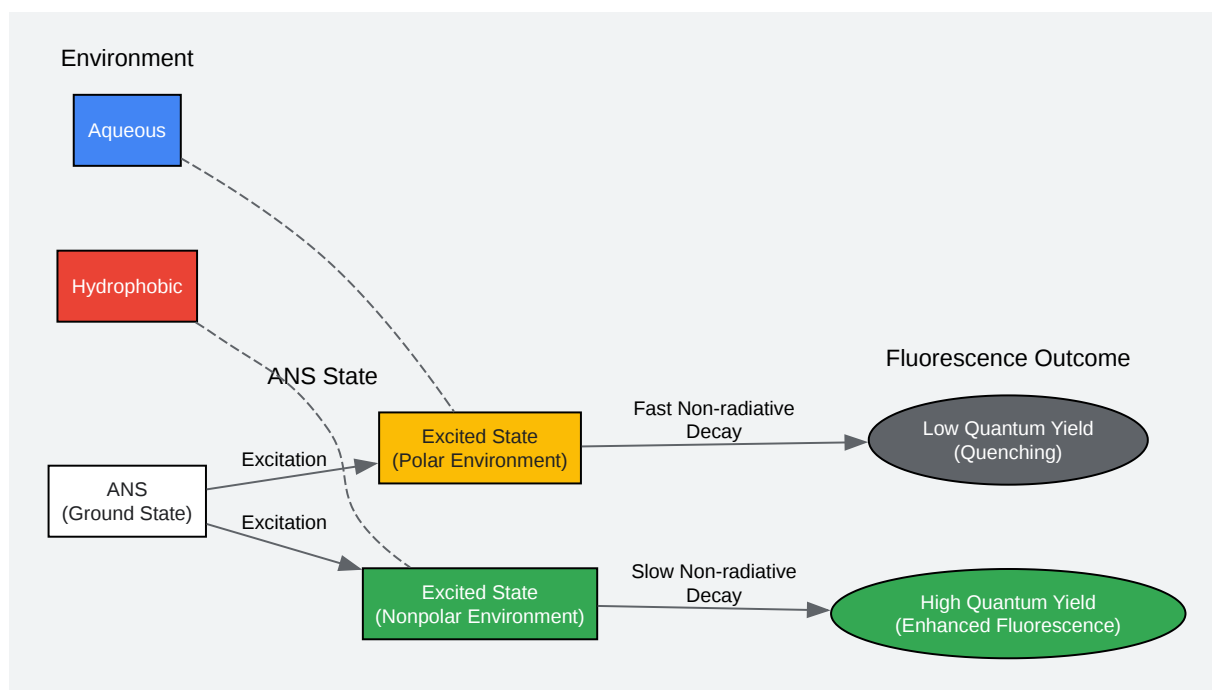 Environment
Aqueous
Hydrophobic
ANS State
Fluorescence Outcome
Excited State
(Polar Environment)
Fast Non-radiative
Decay
Low Quantum Yield
(Quenching)
ANS
(Ground State)
Excitation
Excitation
Excited State
(Nonpolar Environment)
Slow Non-radiative
Decay
High Quantum Yield
(Enhanced Fluorescence)